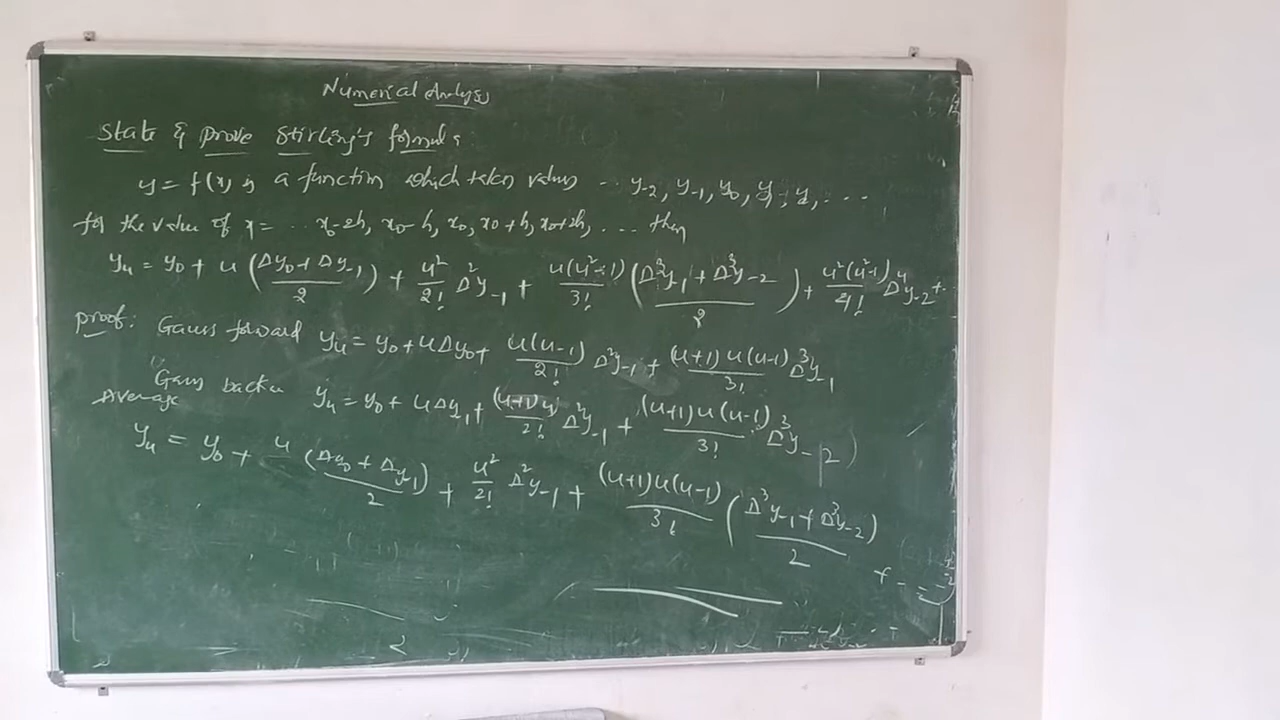 Numerical Analysis
State & prove Stirling's formula
y = f(x) is a function which takes values .. y₋₂, y₋₁, y₀, y₁, y₂, ...
for the value of x = .. x₀-2h, x₀-h, x₀, x₀+h, x₀+2h, ... then
yᵤ = y₀ + u (Δy₀ + Δy₋₁)/2 + u²/2! Δ²y₋₁ + u(u²-1)/3! (Δ³y₋₁ + Δ³y₋₂)/2 + u²(u²-1)/4! Δ⁴y₋₂ + ..
proof: Gauss forward yᵤ = y₀ + uΔy₀ + u(u-1)/2! Δ²y₋₁ + (u+1)u(u-1)/3! Δ³y₋₁
Gauss back yᵤ = y₀ + uΔy₋₁ + (u+1)u/2! Δ²y₋₁ + (u+1)u(u-1)/3! Δ³y₋₂
Average
yᵤ = y₀ + u (Δy₀ + Δy₋₁)/2 + u²/2! Δ²y₋₁ + (u+1)u(u-1)/3! (Δ³y₋₁ + Δ³y₋₂)/2 + - - -